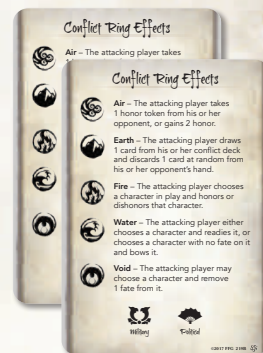 Conflict Ring Effects
Air – The attacking player takes
Conflict Ring Effects
Air – The attacking player takes
1 honor token from his or her
opponent, or gains 2 honor.
Earth – The attacking player draws
1 card from his or her conflict deck
and discards 1 card at random from
his or her opponent's hand.
Fire – The attacking player chooses
a character in play and honors or
dishonors that character.
Water – The attacking player either
chooses a character and readies it, or
chooses a character with no fate on it
and bows it.
Void – The attacking player may
choose a character and remove
1 fate from it.
Military Political
©2017 FFG